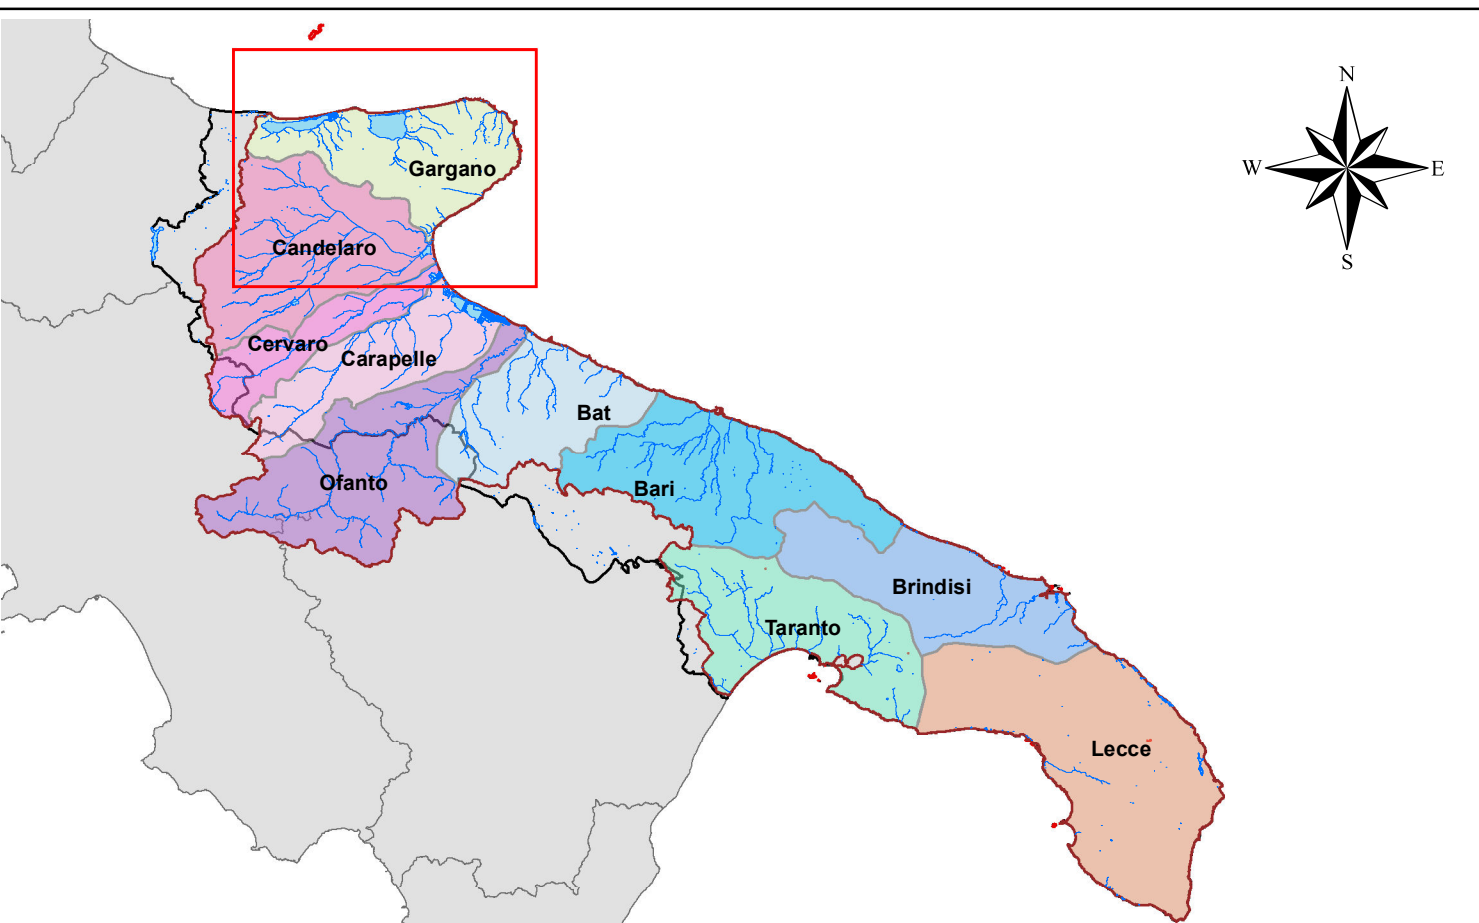 N
W
E
S
Gargano
Candelaro
Cervaro
Carapelle
Bat
Ofanto
Bari
Brindisi
Taranto
Lecce